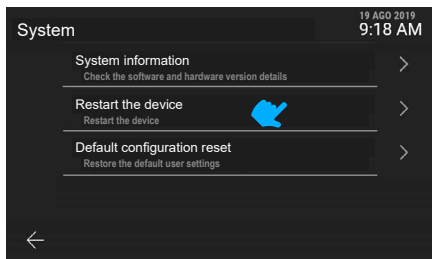 19 AGO 2019
System 9:18 AM
System information
Check the software and hardware version details
Restart the device
Restart the device
Default configuration reset
Restore the default user settings